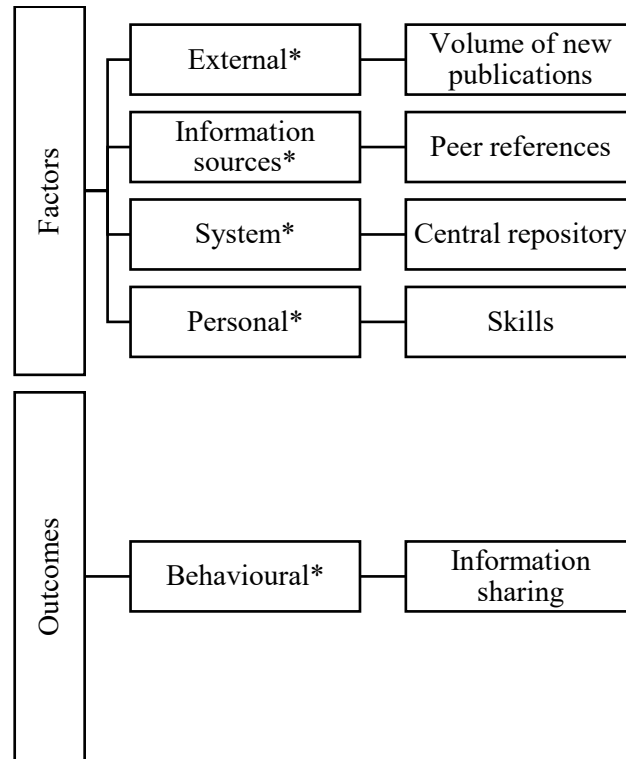 Factors
External*
Volume of new
publications
Information
sources*
Peer references
System*
Central repository
Personal*
Skills
Outcomes
Behavioural*
Information
sharing